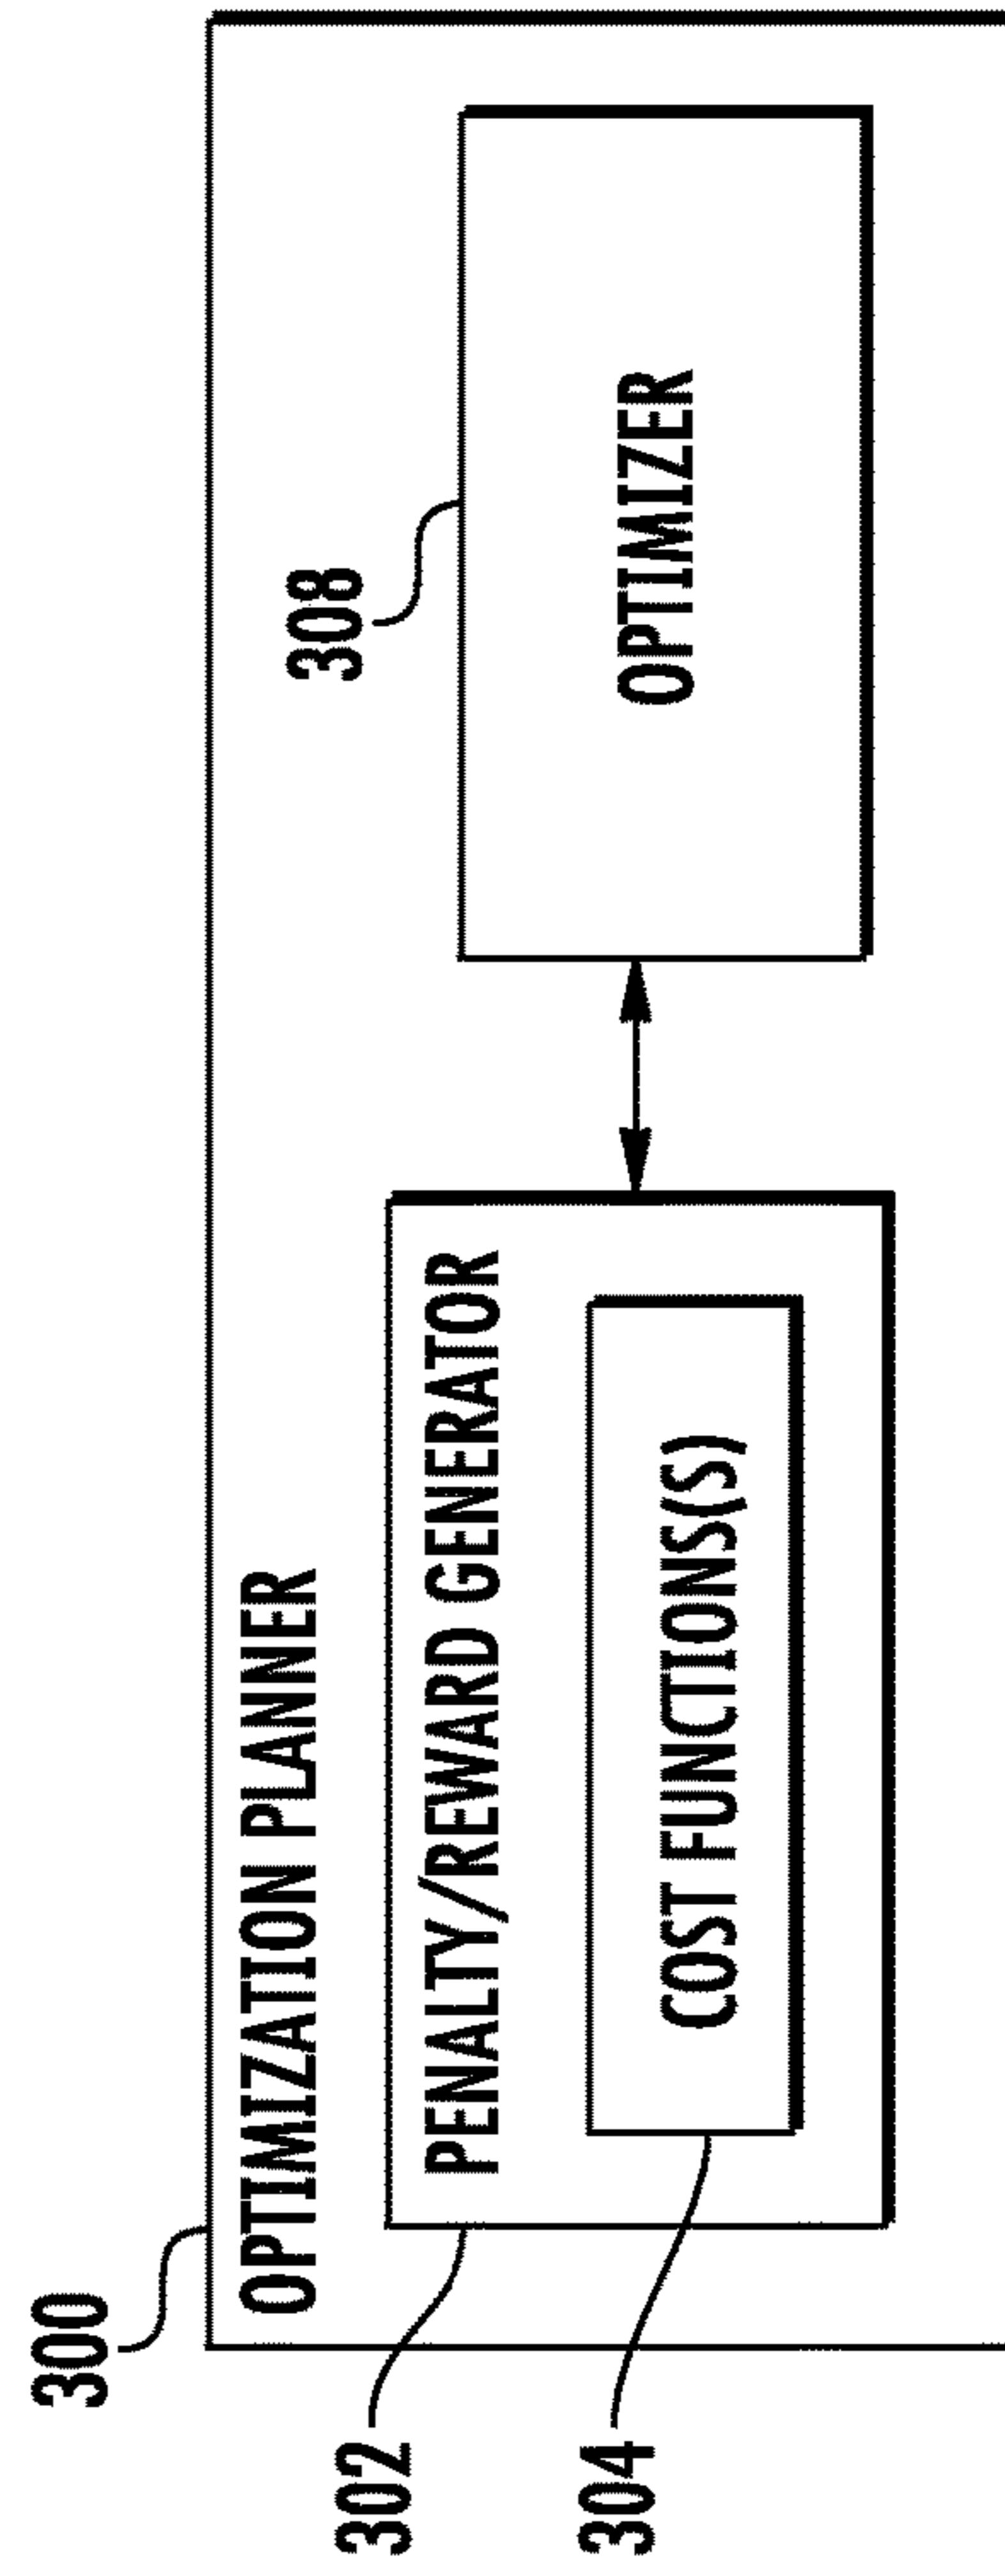 300
OPTIMIZATION PLANNER
302
PENALTY/REWARD GENERATOR
304
COST FUNCTIONS(S)
308
OPTIMIZER